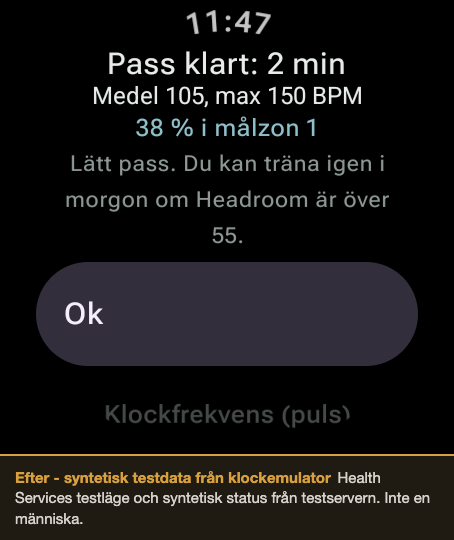 11:47
Pass klart: 2 min
Medel 105, max 150 BPM
38 % i målzon 1
Lätt pass. Du kan träna igen i
morgon om Headroom är över
55.
Ok
Klockfrekvens (puls)
Efter - syntetisk testdata från klockemulator Health
Services testläge och syntetisk status från testservern. Inte en
människa.